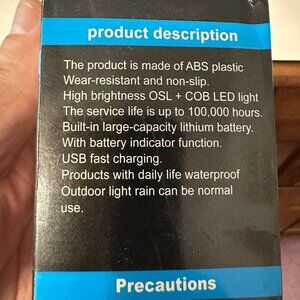 product description
The product is made of ABS plastic
Wear-resistant and non-slip.
High brightness OSL + COB LED light
The service life is up to 100,000 hours.
Built-in large-capacity lithium battery.
With battery indicator function.
USB fast charging.
Products with daily life waterproof
Outdoor light rain can be normal
use.
Precautions